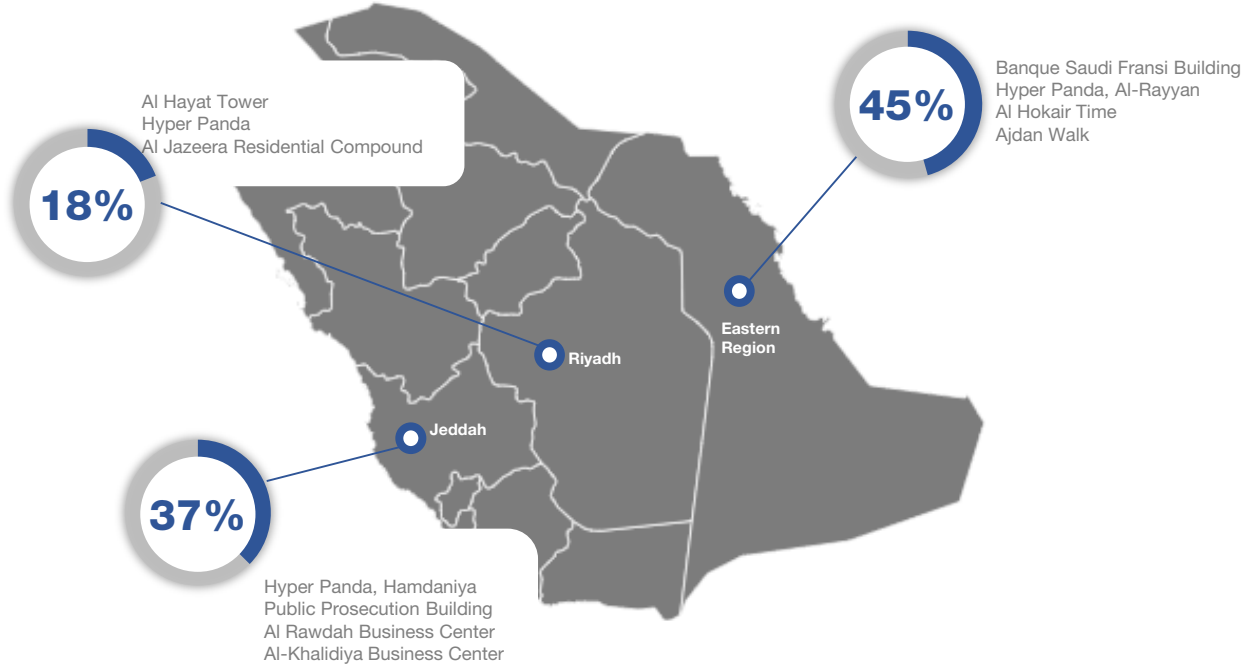 Al Hayat Tower
Hyper Panda
Al Jazeera Residential Compound
18%
45%
Banque Saudi Fransi Building
Hyper Panda, Al-Rayyan
Al Hokair Time
Ajdan Walk
Eastern
Region
Riyadh
Jeddah
37%
Hyper Panda, Hamdaniya
Public Prosecution Building
Al Rawdah Business Center
Al-Khalidiya Business Center